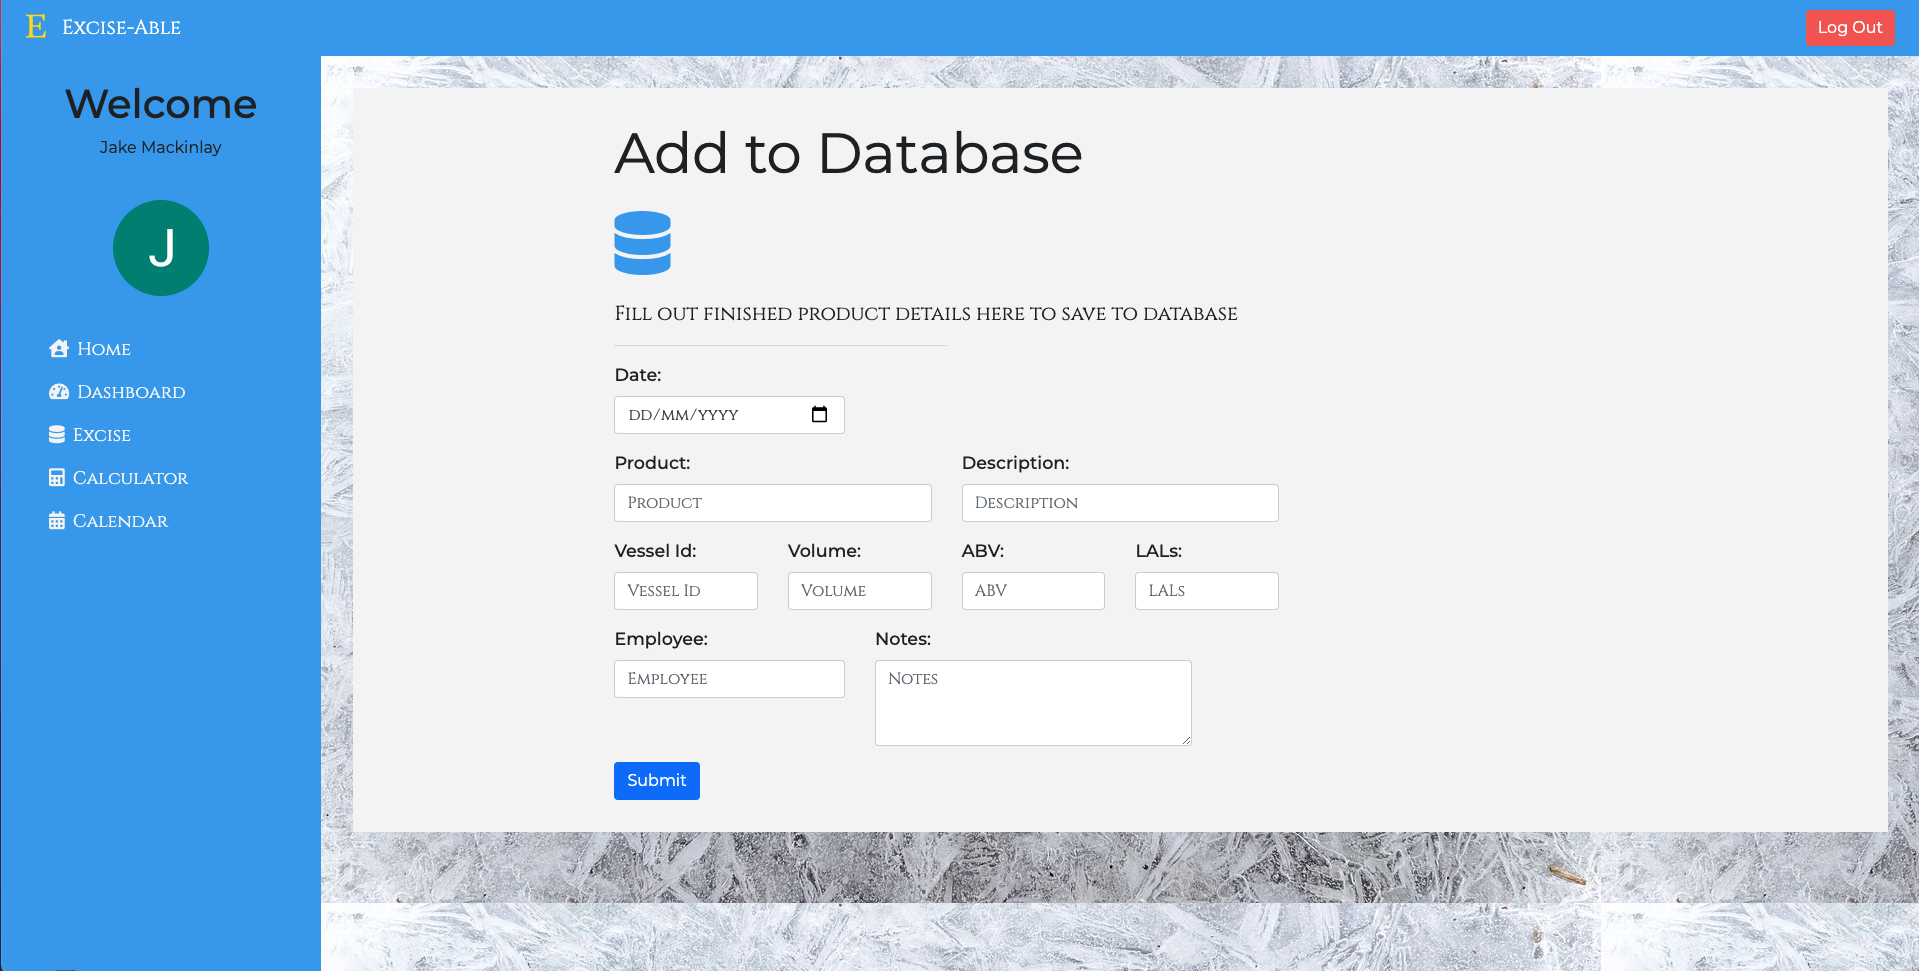 E Excise-Able
Log Out
Welcome
Jake Mackinlay
J
Home
Dashboard
Excise
Calculator
Calendar
Add to Database
Fill out finished product details here to save to database
Date:
dd/mm/yyyy
Product: Description:
Product Description
Vessel Id: Volume: ABV: LALs:
Vessel Id Volume ABV LALs
Employee: Notes:
Employee Notes
Submit